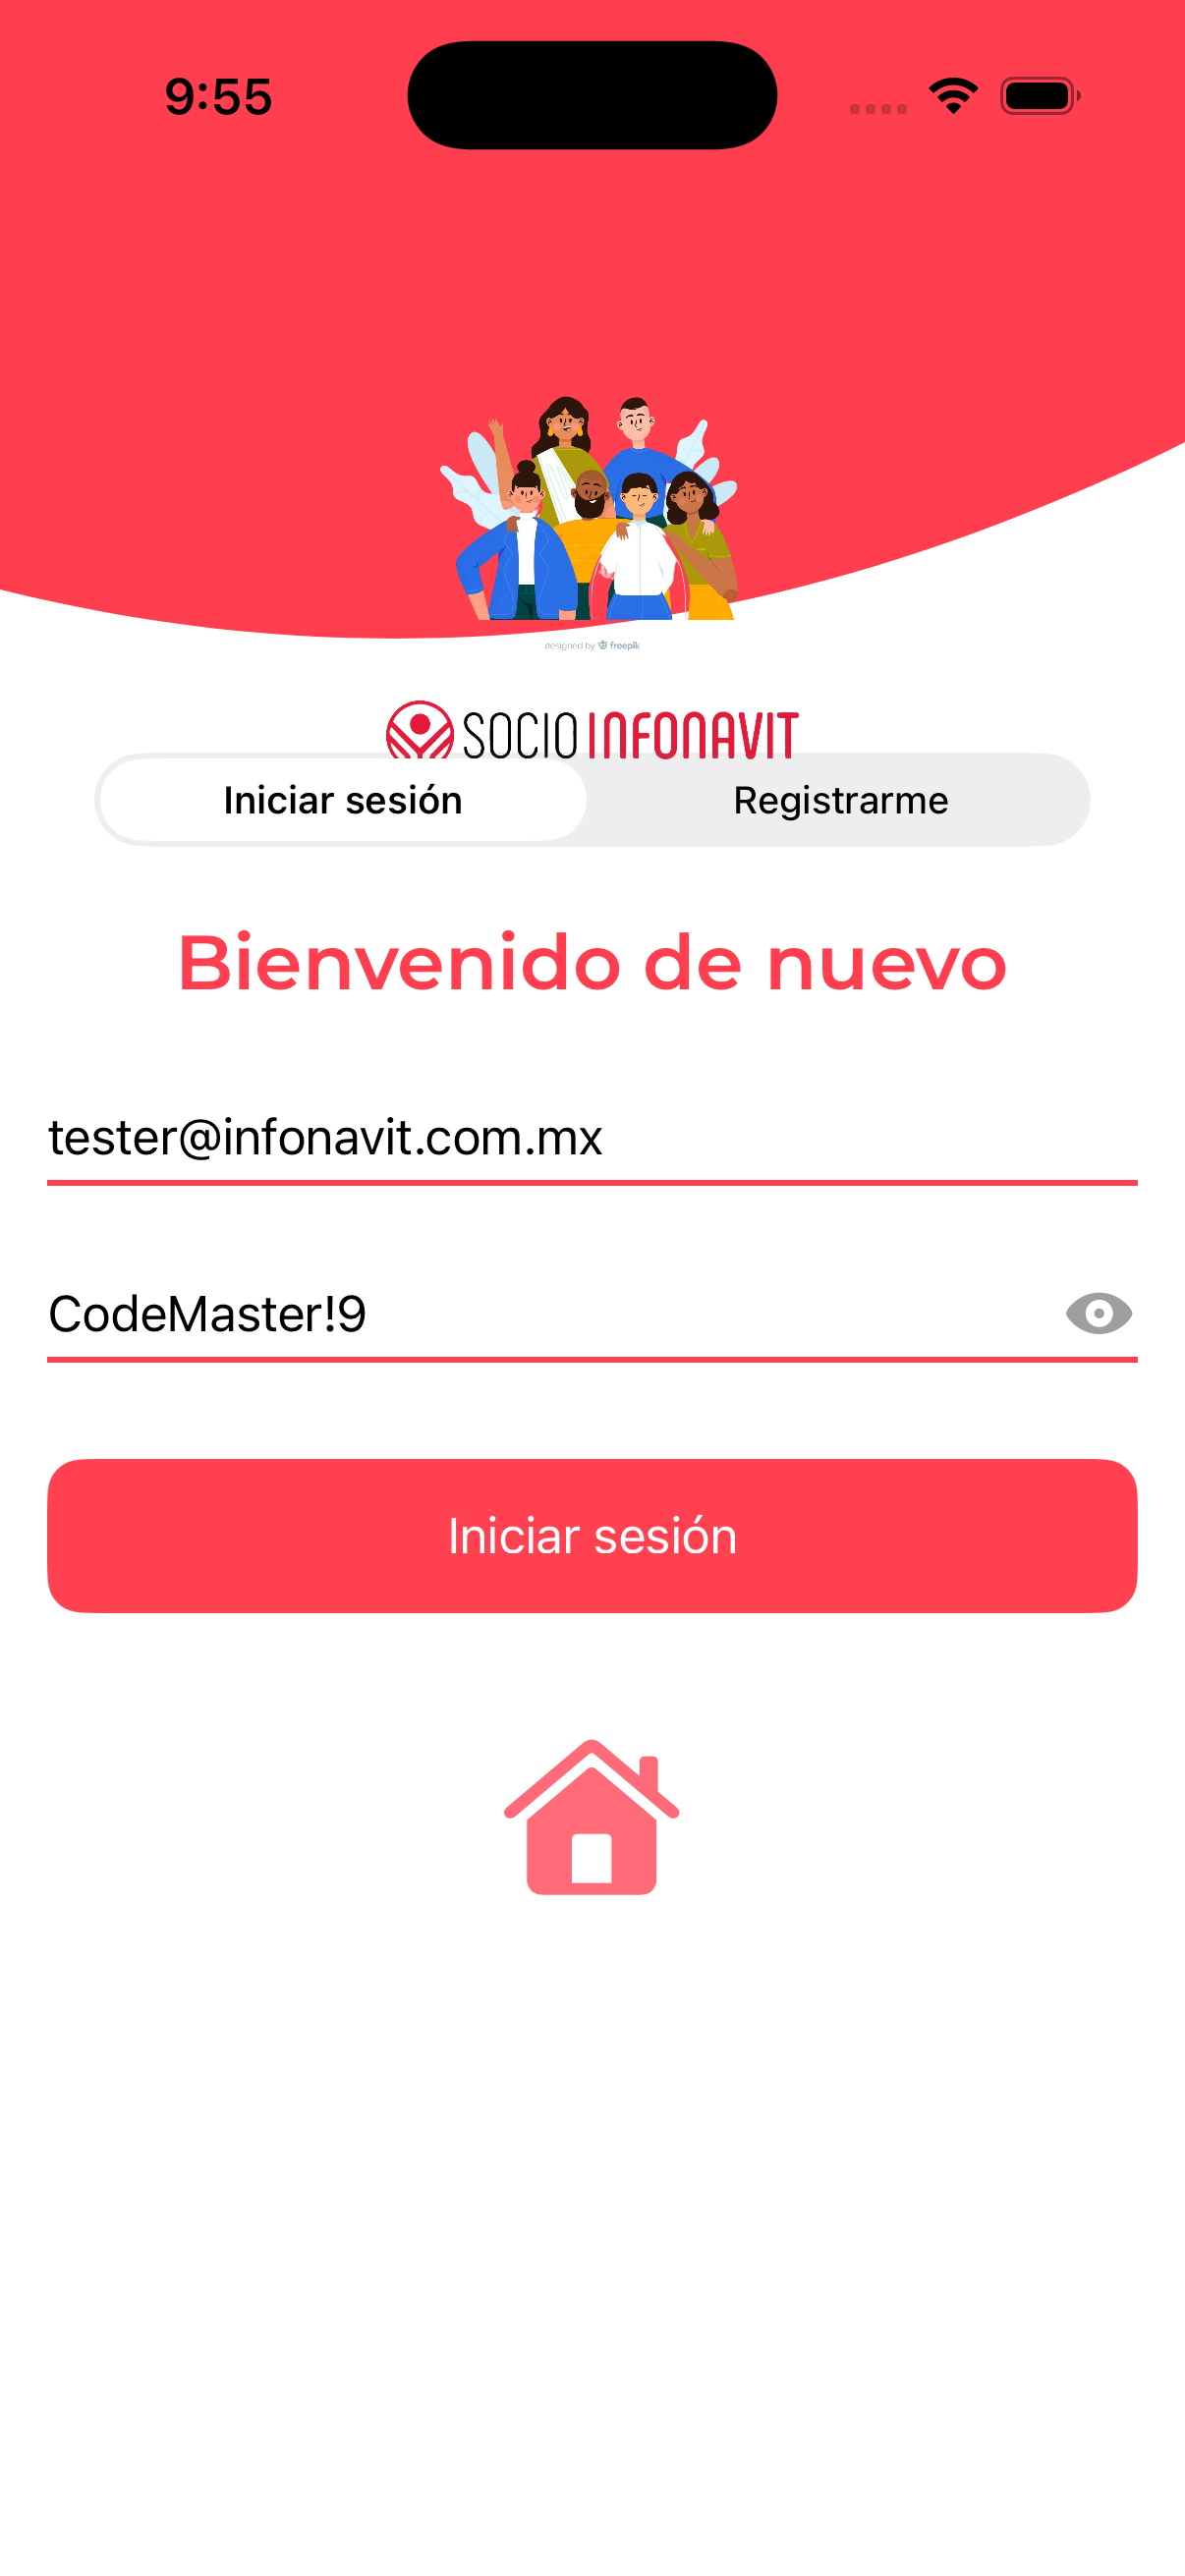 9:55
designed by freepik
SOCIO INFONAVIT
Iniciar sesión
Registrarme
Bienvenido de nuevo
tester@infonavit.com.mx
CodeMaster!9
Iniciar sesión